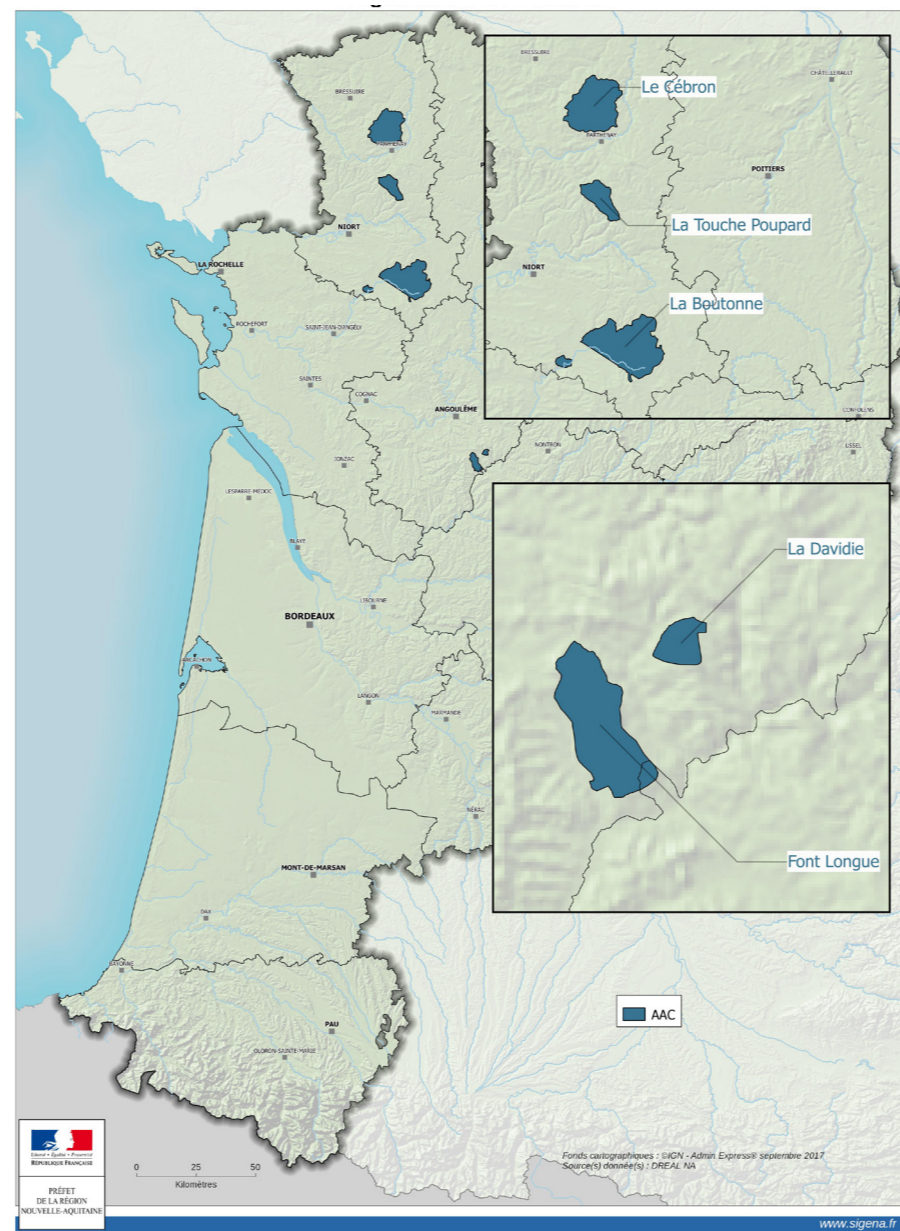 BRESSUIRE
PARTHENAY
NIORT
LA ROCHELLE
ROCHEFORT
SAINT-JEAN-D'ANGÉLY
SAINTES
COGNAC
ANGOULÊME
JONZAC
NONTRON
USSEL
LESPARRE-MÉDOC
BLAYE
LIBOURNE
BORDEAUX
ARCACHON
LANGON
MARMANDE
NÉRAC
MONT-DE-MARSAN
DAX
BAYONNE
PAU
OLORON-SAINTE-MARIE
BRESSUIRE
Le Cébron
CHÂTELLERAULT
PARTHENAY
POITIERS
La Touche Poupard
NIORT
La Boutonne
CONFOLENS
La Davidie
Font Longue
AAC
Liberté • Égalité • Fraternité
RÉPUBLIQUE FRANÇAISE
PRÉFET
DE LA RÉGION
NOUVELLE-AQUITAINE
0 25 50
Kilomètres
Fonds cartographiques : ©IGN - Admin Express® septembre 2017
Source(s) donnée(s) : DREAL NA
www.sigena.fr